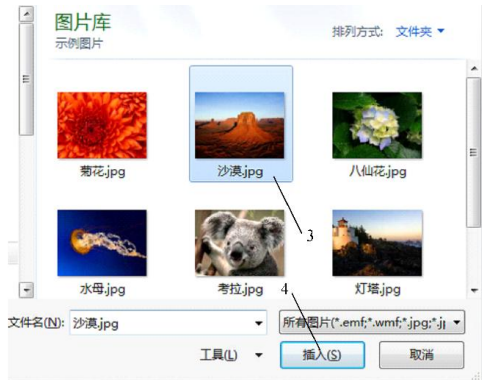 图片库
示例图片
排列方式: 文件夹
菊花.jpg
沙漠.jpg
八仙花.jpg
3
水母.jpg
考拉.jpg
灯塔.jpg
4
文件名(N): 沙漠.jpg
所有图片(*.emf;*.wmf;*.jpg;*.j
工具(L)
插入(S)
取消